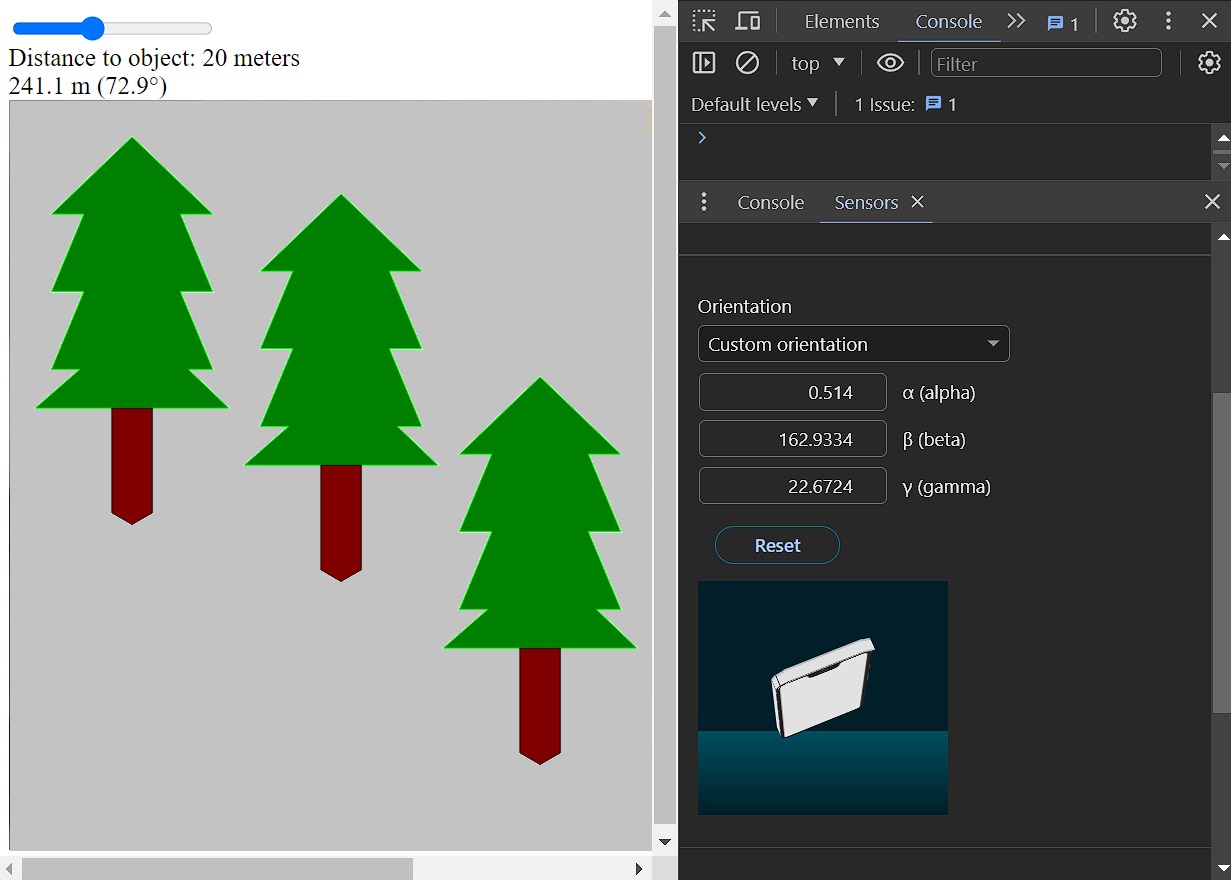 Distance to object: 20 meters
241.1 m (72.9°)
Elements Console 1
top Filter
Default levels 1 Issue: 1
Console Sensors
Orientation
Custom orientation
0.514 α (alpha)
162.9334 β (beta)
22.6724 γ (gamma)
Reset